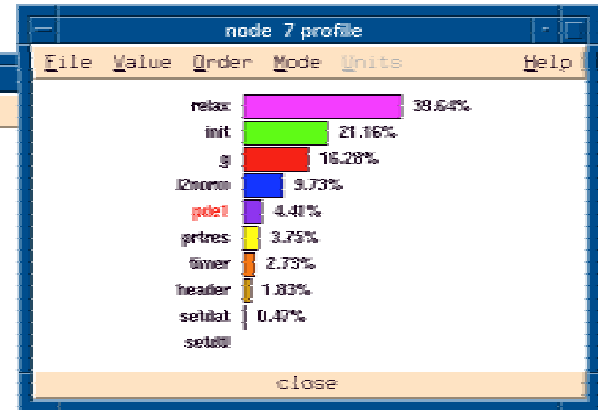 node 7 profile
File Value Order Mode Units Help
relax 39.64%
init 21.16%
g 16.28%
l2norm 9.73%
pde1 4.41%
prtres 3.75%
timer 2.73%
header 1.83%
setdat 0.47%
close